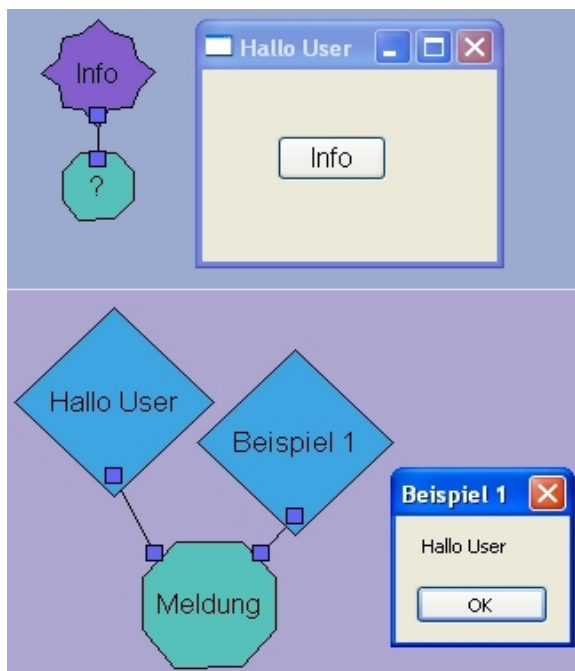 Info
?
Hallo User
Info
Hallo User
Beispiel 1
Meldung
Beispiel 1
Hallo User
OK